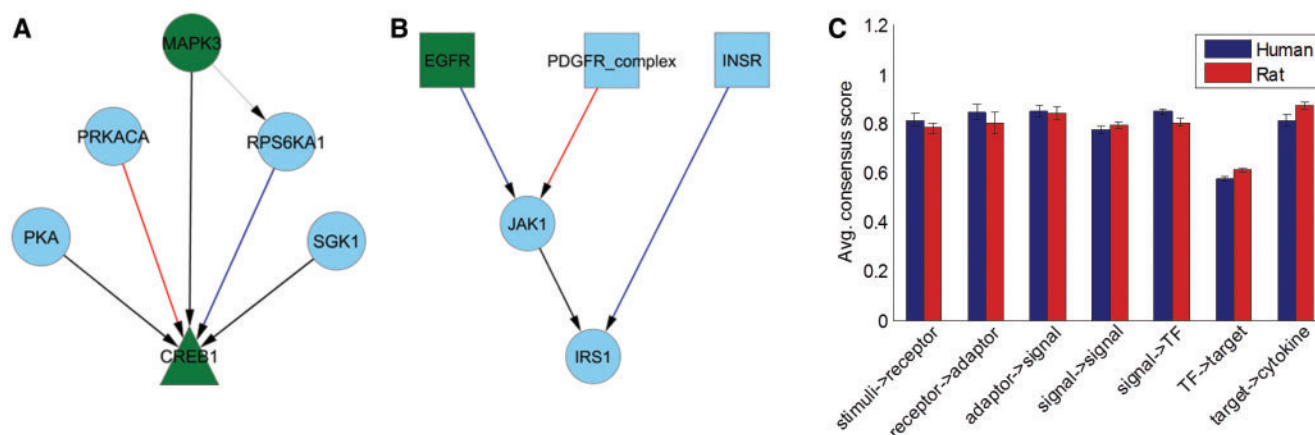 A
MAPK3
PRKACA
RPS6KA1
PKA
SGK1
CREB1
B
EGFR
PDGFR_complex
INSR
JAK1
IRS1
C
Human
Rat
Avg. consensus score
1.2
1
0.8
0.6
0.4
0.2
0
stimuli->receptor
receptor->adaptor
adaptor->signal
signal->signal
signal->TF
TF->target
target->cytokine